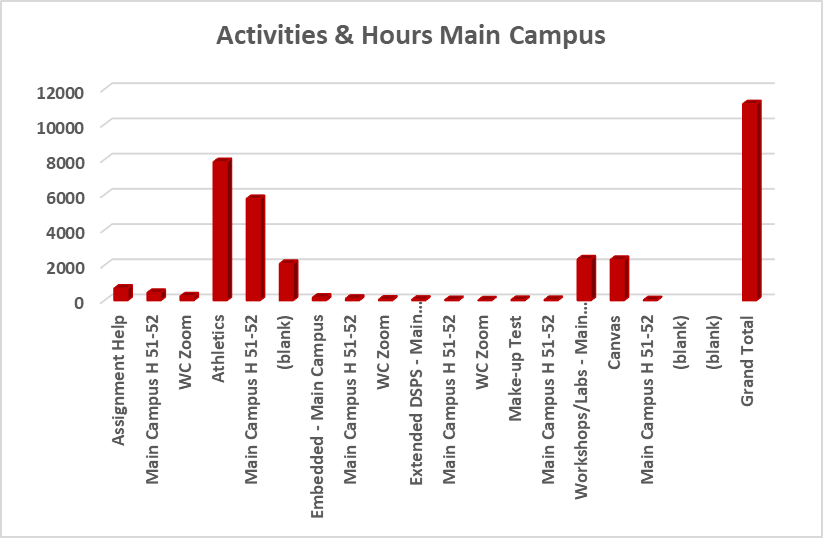 Activities & Hours Main Campus
12000
10000
8000
6000
4000
2000
0
Assignment Help
Main Campus H 51-52
WC Zoom
Athletics
Main Campus H 51-52
(blank)
Embedded - Main Campus
Main Campus H 51-52
WC Zoom
Extended DSPS - Main…
Main Campus H 51-52
WC Zoom
Make-up Test
Main Campus H 51-52
Workshops/Labs - Main…
Canvas
Main Campus H 51-52
(blank)
(blank)
Grand Total